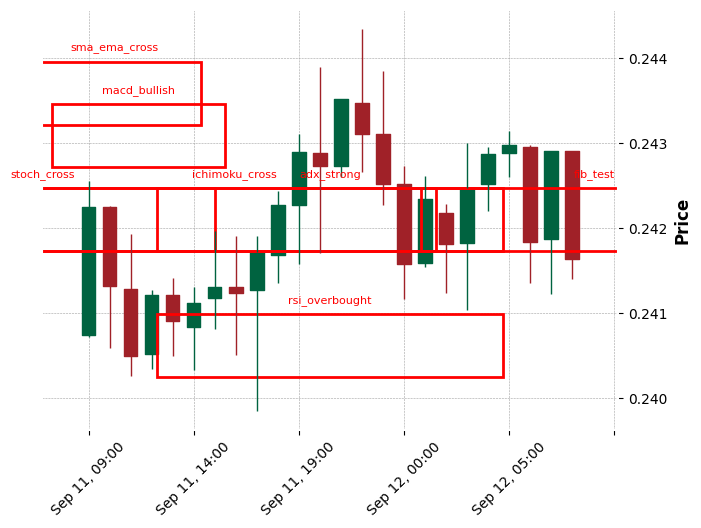 sma_ema_cross
0.244
macd_bullish
0.243
stoch_cross
ichimoku_cross
adx_strong
0.242
Price
rsi_overbought
0.241
0.240
Sep 11, 09:00
Sep 11, 14:00
Sep 11, 19:00
Sep 12, 00:00
Sep 12, 05:00